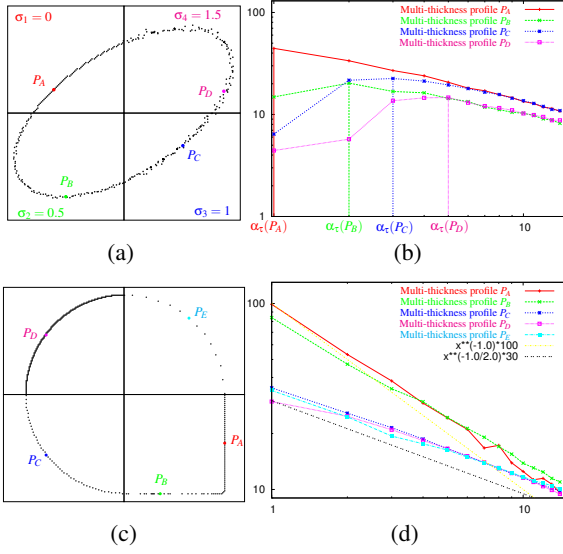 σ1 = 0
σ4 = 1.5
PA
PD
PC
PB
σ2 = 0.5
σ3 = 1
(a)
Multi-thickness profile PA
Multi-thickness profile PB
Multi-thickness profile PC
Multi-thickness profile PD
100
10
1
10
ατ(PA)
ατ(PB)
ατ(PC)
ατ(PD)
(b)
PE
PD
PA
PC
PB
(c)
Multi-thickness profile PA
Multi-thickness profile PB
Multi-thickness profile PC
Multi-thickness profile PD
Multi-thickness profile PE
x**(-1.0)*100
x**(-1.0/2.0)*30
100
10
1
10
(d)